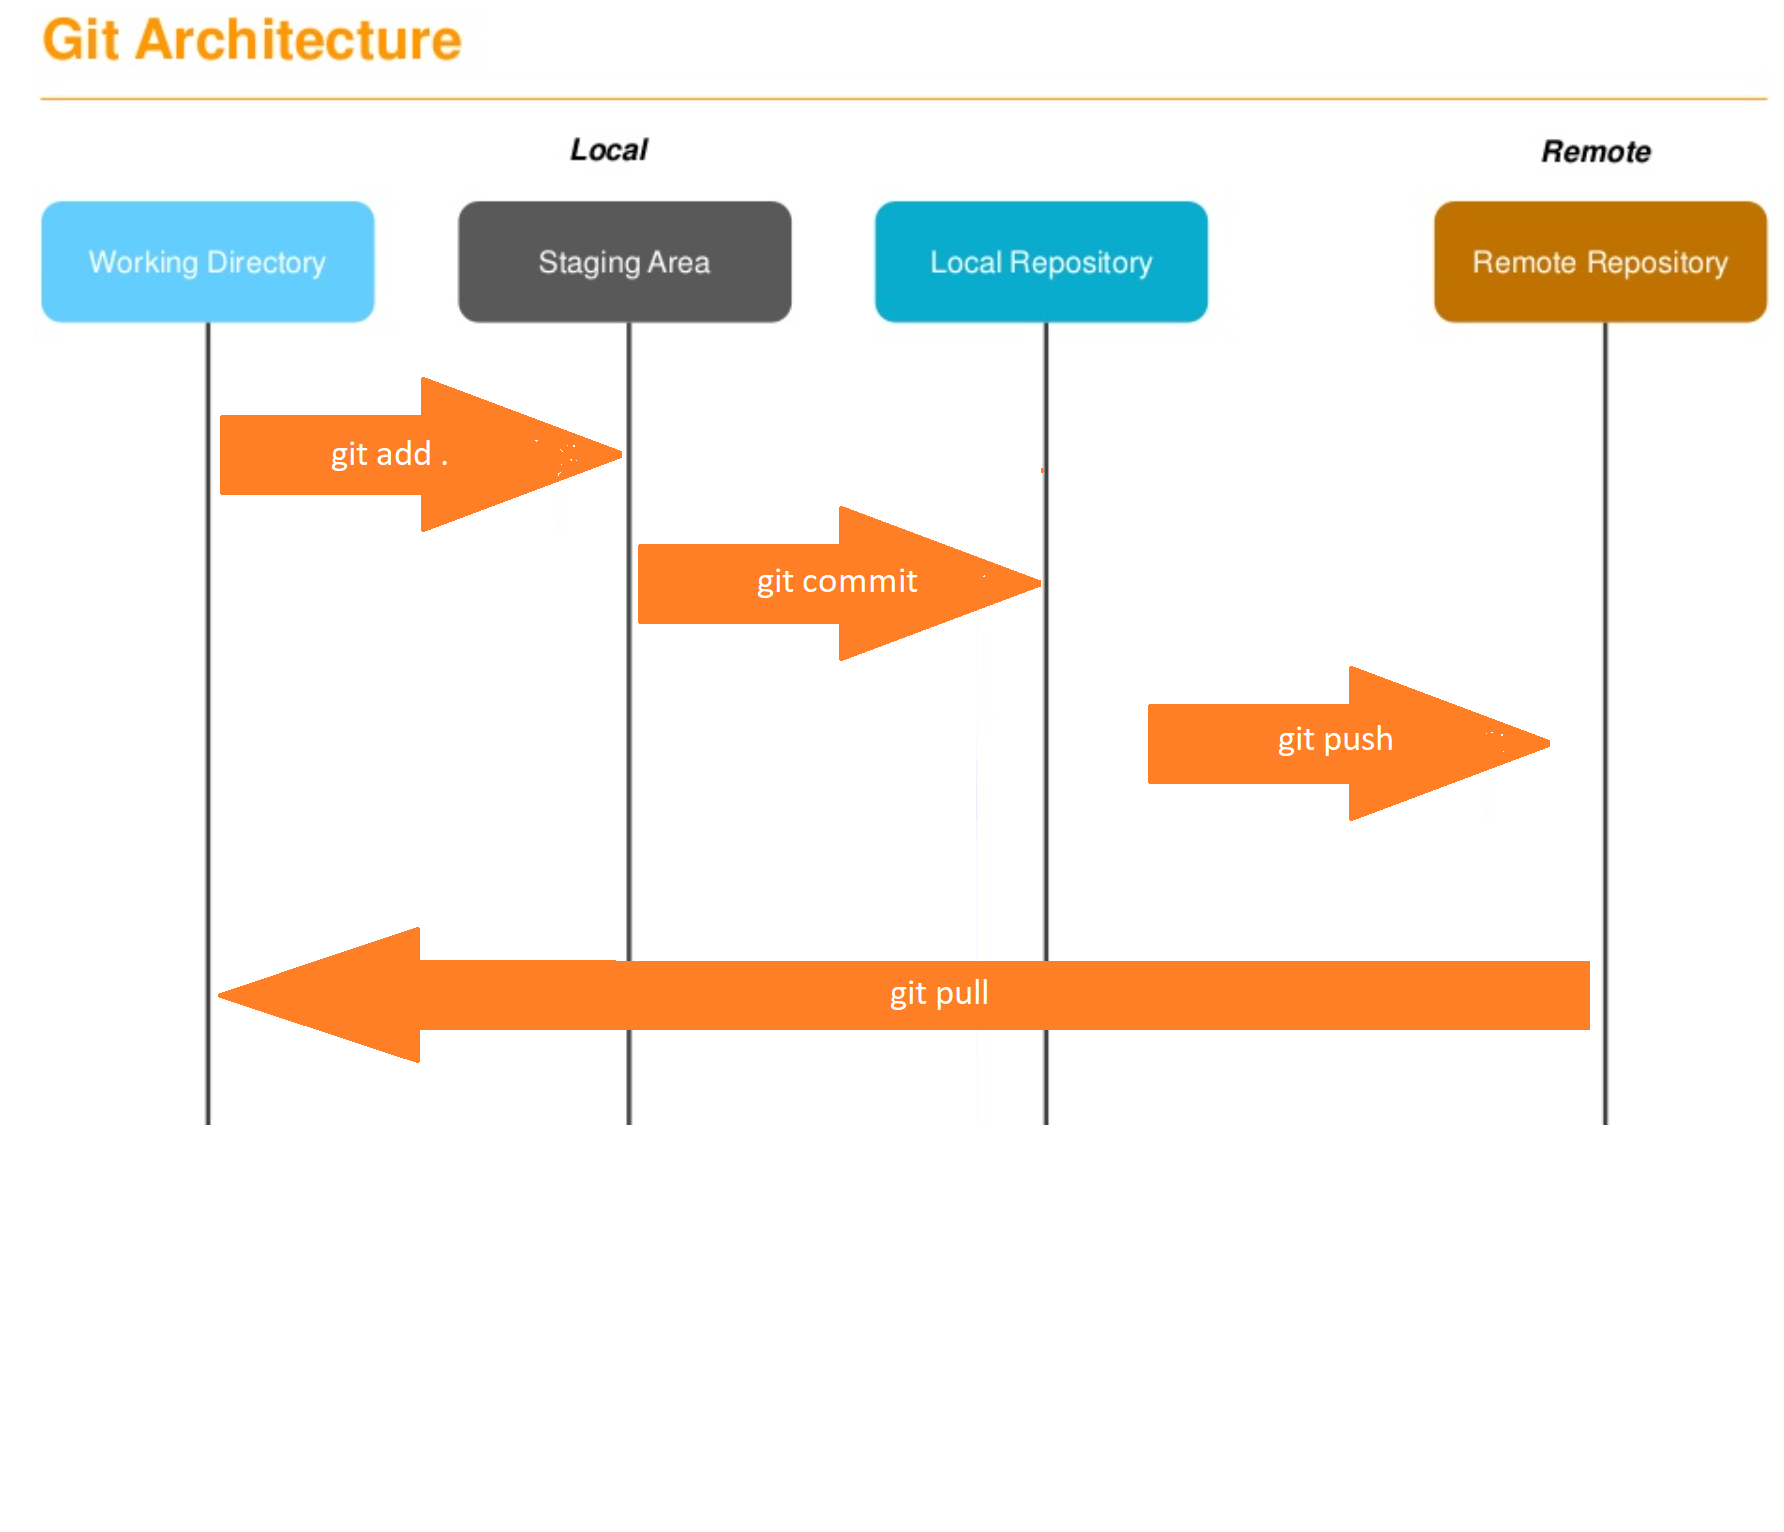 Git Architecture
Local
Remote
Working Directory
Staging Area
Local Repository
Remote Repository
git add .
git commit
git push
git pull